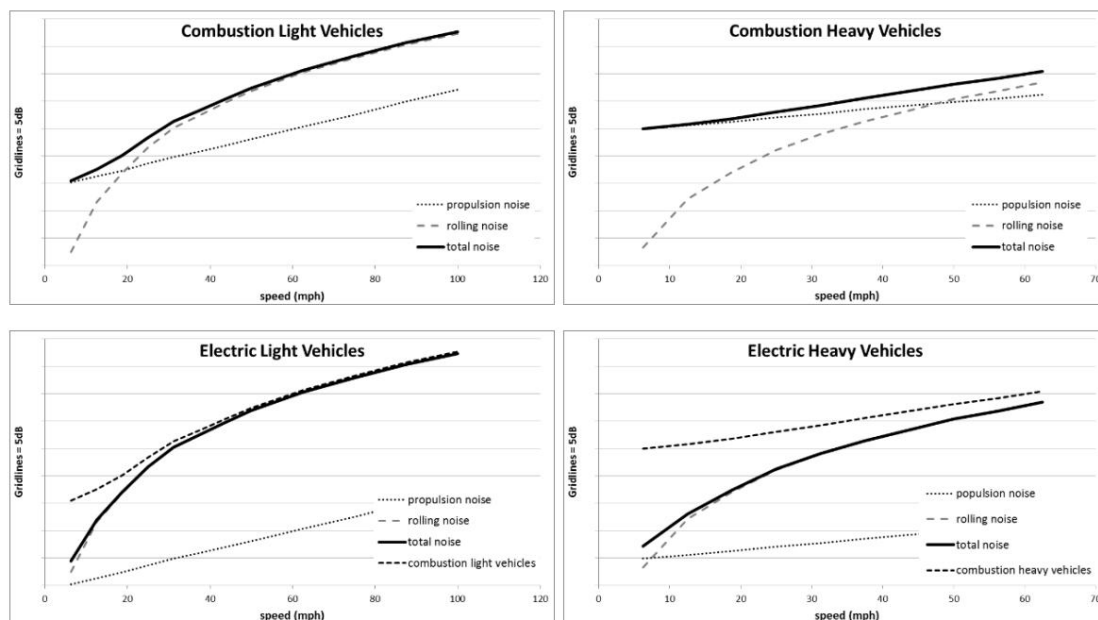 Combustion Light Vehicles
Gridlines = 5dB
propulsion noise
rolling noise
total noise
0 20 40 60 80 100 120
speed (mph)
Combustion Heavy Vehicles
Gridlines = 5dB
populsion noise
rolling noise
total noise
0 10 20 30 40 50 60 70
speed (mph)
Electric Light Vehicles
Gridlines = 5dB
propulsion noise
rolling noise
total noise
combustion light vehicles
0 20 40 60 80 100 120
speed (mph)
Electric Heavy Vehicles
Gridlines = 5dB
populsion noise
rolling noise
total noise
combustion heavy vehicles
0 10 20 30 40 50 60 70
speed (mph)